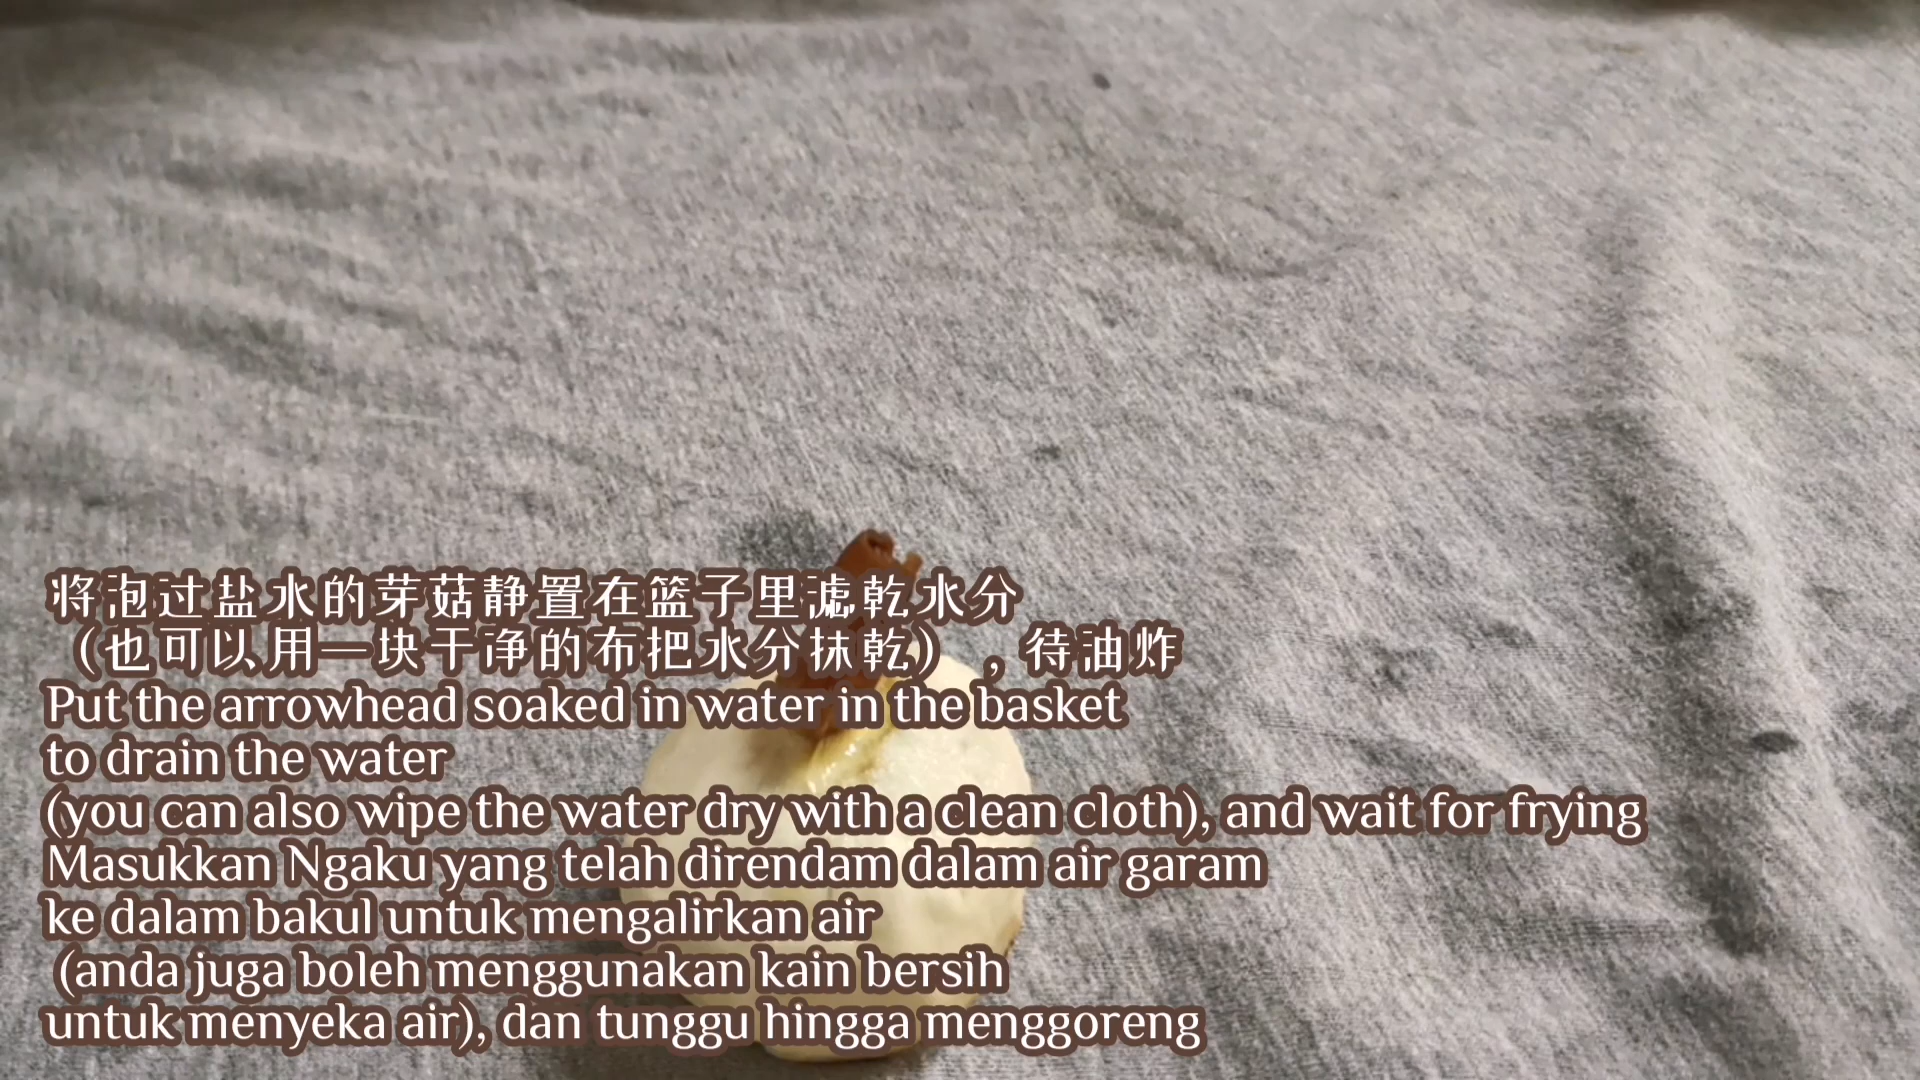 将泡过盐水的芽菇静置在篮子里滤乾水分
（也可以用一块干净的布把水分抹乾），待油炸
Put the arrowhead soaked in water in the basket
to drain the water
(you can also wipe the water dry with a clean cloth), and wait for frying
Masukkan Ngaku yang telah direndam dalam air garam
ke dalam bakul untuk mengalirkan air
(anda juga boleh menggunakan kain bersih
untuk menyeka air), dan tunggu hingga menggoreng